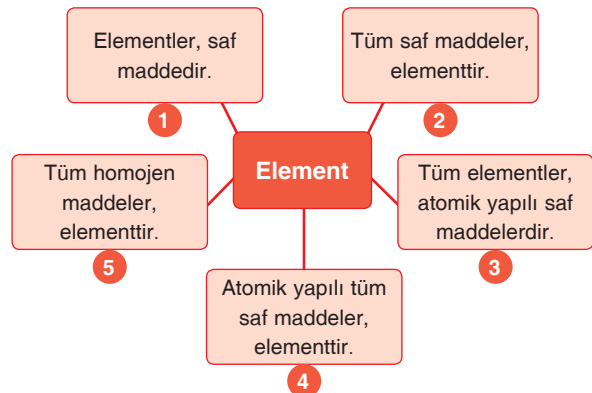 Elementler, saf
maddedir.
1
Tüm saf maddeler,
elementtir.
2
Element
Tüm homojen
maddeler,
elementtir.
5
Tüm elementler,
atomik yapılı saf
maddelerdir.
3
Atomik yapılı tüm
saf maddeler,
elementtir.
4